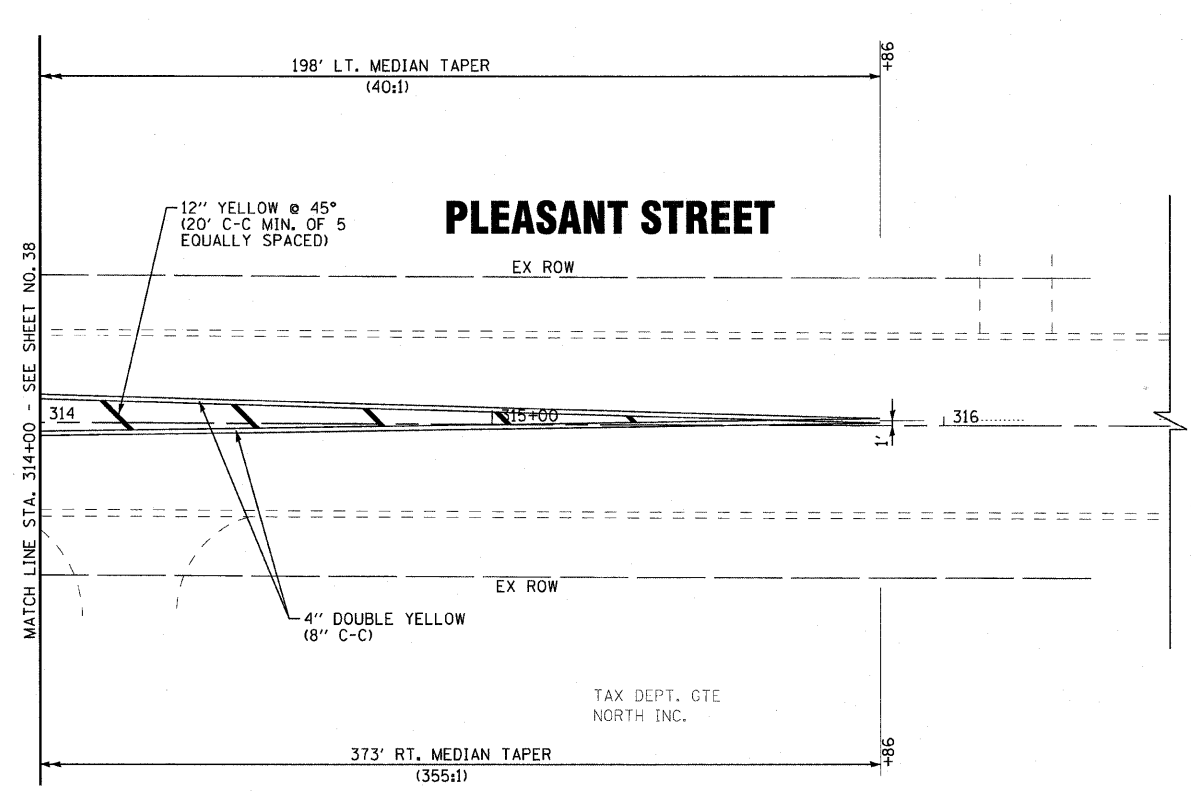 198' LT. MEDIAN TAPER
(40:1)
+86
12" YELLOW @ 45°
(20' C-C MIN. OF 5
EQUALLY SPACED)
PLEASANT STREET
EX ROW
MATCH LINE STA. 314+00 - SEE SHEET NO. 38
314
315+00
316
1'
EX ROW
4" DOUBLE YELLOW
(8" C-C)
TAX DEPT. GTE
NORTH INC.
373' RT. MEDIAN TAPER
(355:1)
+86